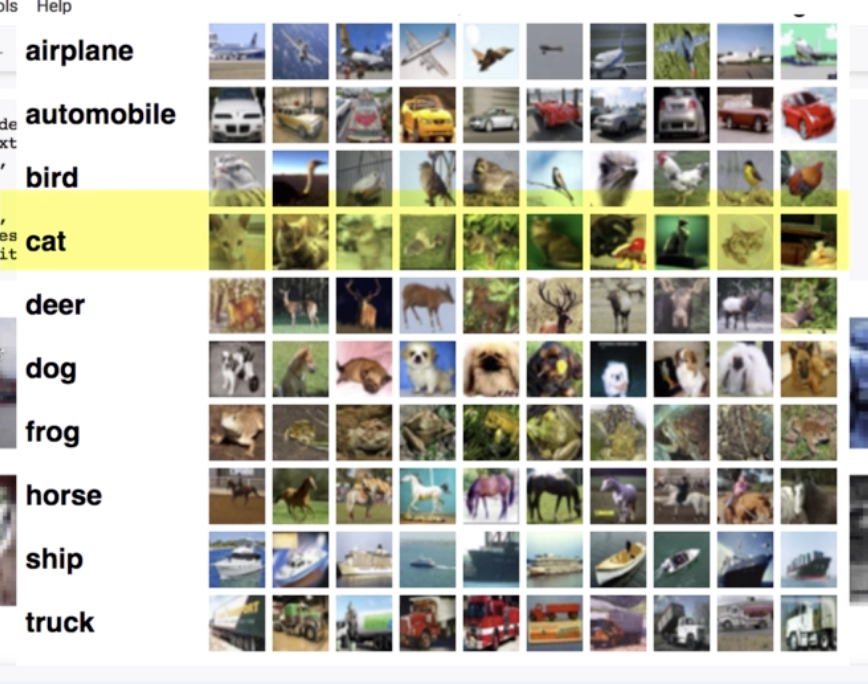 ols Help
airplane
automobile
de
xt
,
bird
,
es
cat
it
deer
dog
frog
horse
ship
truck